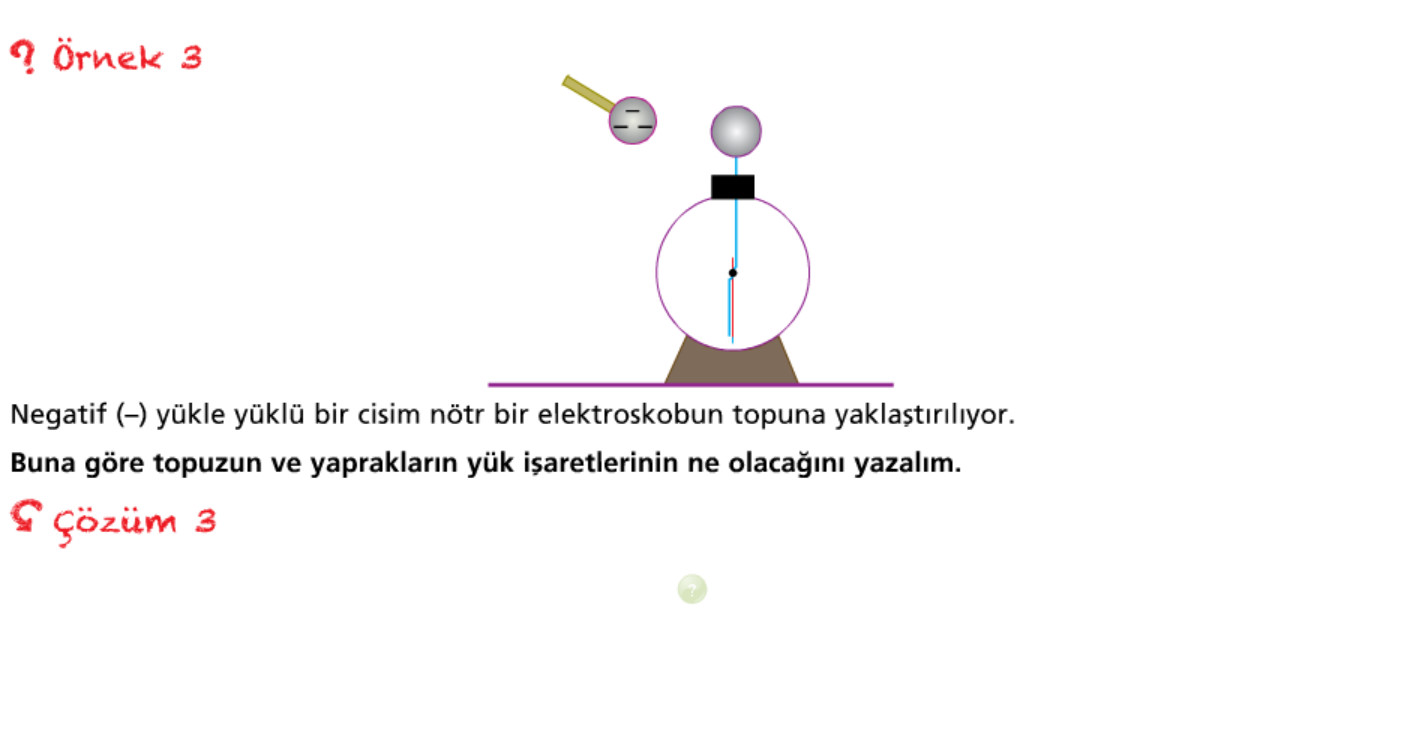 ? Örnek 3
Negatif (–) yükle yüklü bir cisim nötr bir elektroskobun topuna yaklaştırılıyor.
Buna göre topuzun ve yaprakların yük işaretlerinin ne olacağını yazalım.
Çözüm 3
?